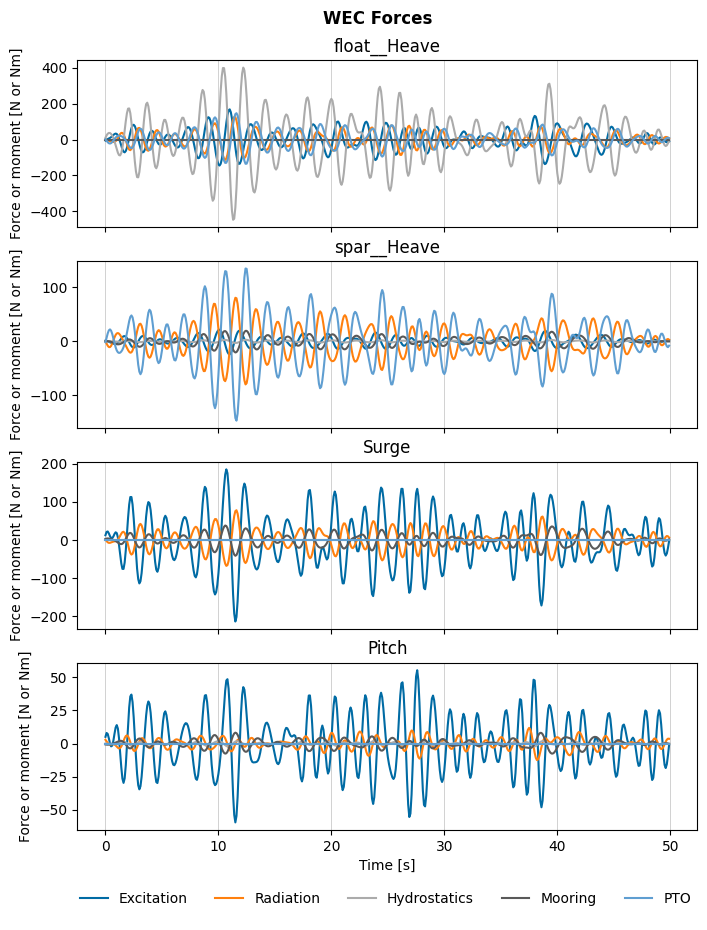 WEC Forces
float__Heave
Force or moment [N or Nm]
400
200
0
−200
−400
spar__Heave
Force or moment [N or Nm]
100
0
−100
Surge
Force or moment [N or Nm]
200
100
0
−100
−200
Pitch
Force or moment [N or Nm]
50
25
0
−25
−50
0 10 20 30 40 50
Time [s]
Excitation Radiation Hydrostatics Mooring PTO